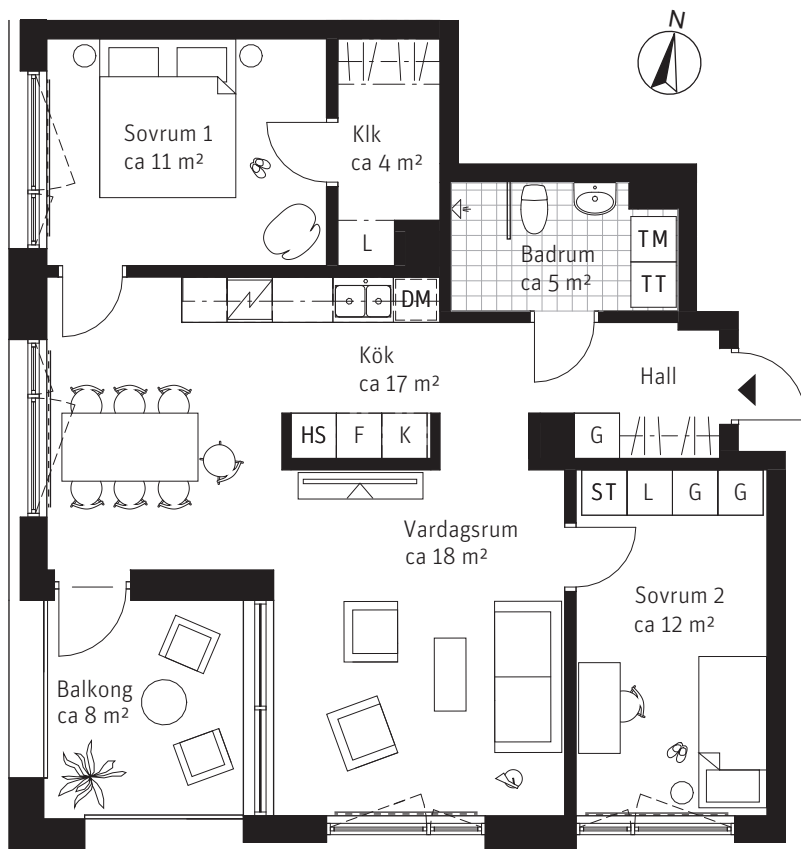 N
Sovrum 1
ca 11 m²
Klk
ca 4 m²
L
Badrum
ca 5 m²
TM
TT
DM
Kök
ca 17 m²
Hall
HS F K
G
ST L G G
Vardagsrum
ca 18 m²
Sovrum 2
ca 12 m²
Balkong
ca 8 m²